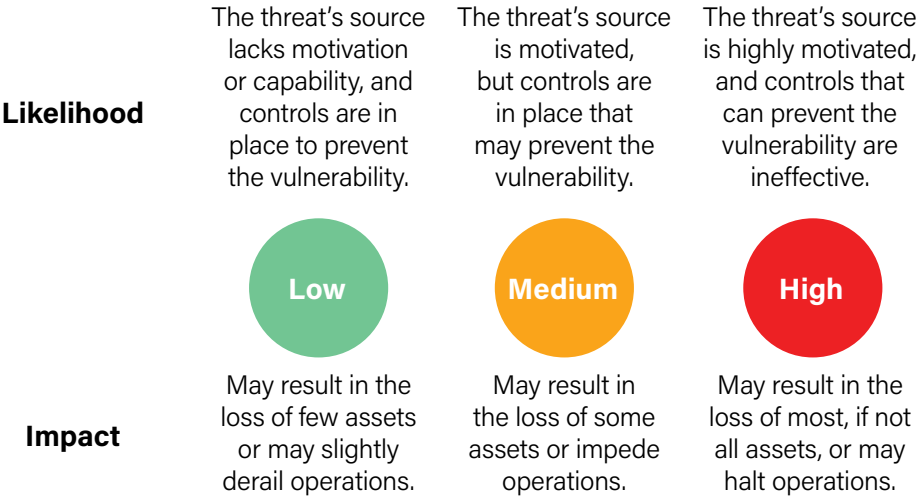 Likelihood
The threat’s source
lacks motivation
or capability, and
controls are in
place to prevent
the vulnerability.
The threat’s source
is motivated,
but controls are
in place that
may prevent the
vulnerability.
The threat’s source
is highly motivated,
and controls that
can prevent the
vulnerability are
ineffective.
Low
Medium
High
Impact
May result in the
loss of few assets
or may slightly
derail operations.
May result in
the loss of some
assets or impede
operations.
May result in the
loss of most, if not
all assets, or may
halt operations.